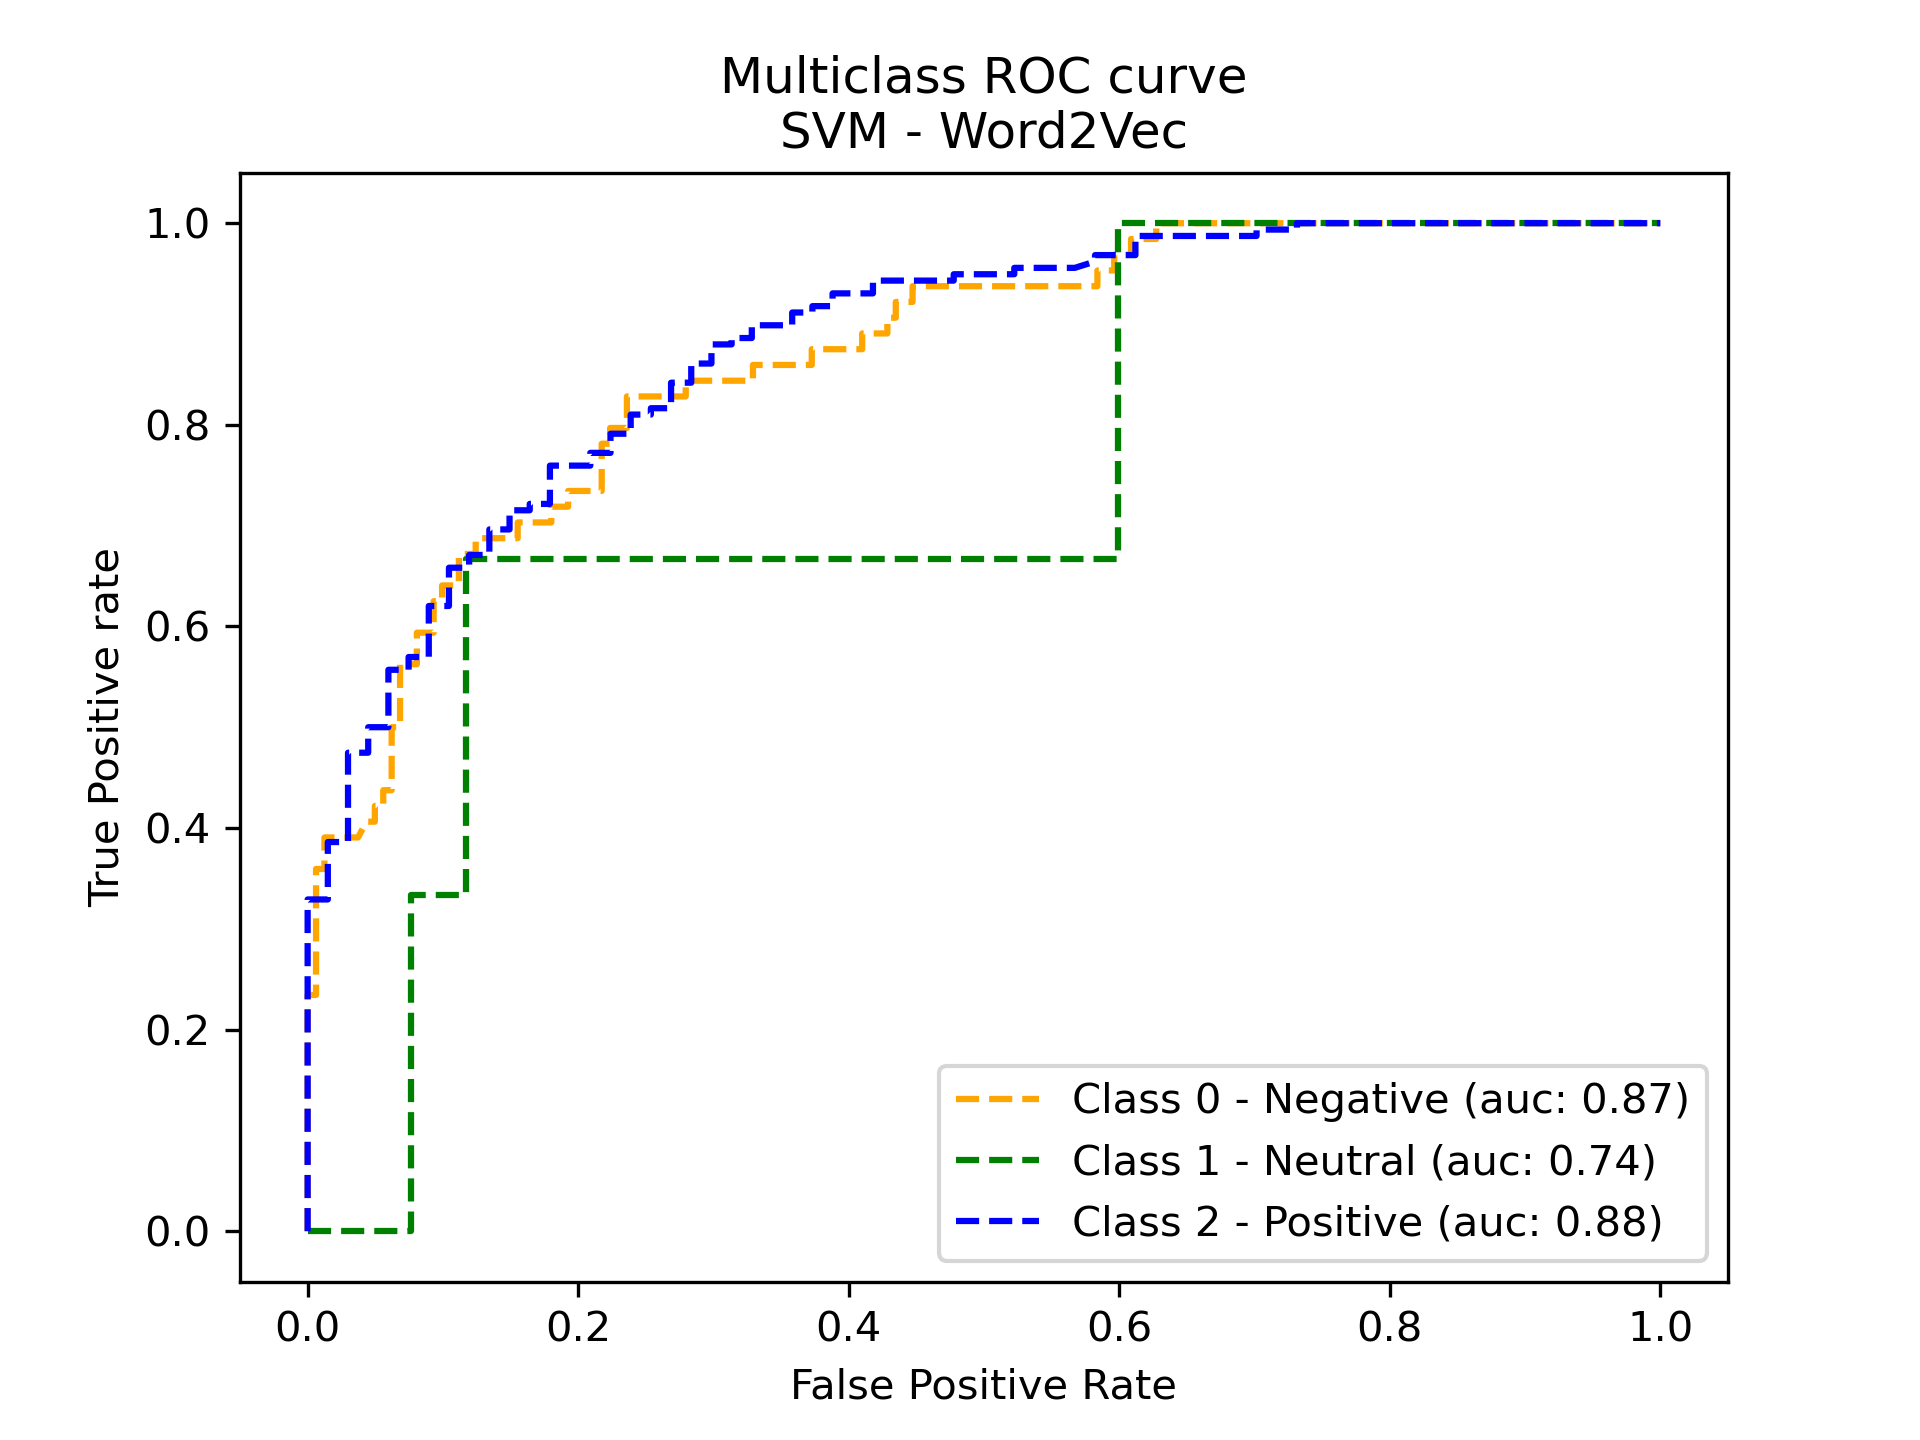 Multiclass ROC curve
SVM - Word2Vec
True Positive rate
1.0
0.8
0.6
0.4
0.2
0.0
Class 0 - Negative (auc: 0.87)
Class 1 - Neutral (auc: 0.74)
Class 2 - Positive (auc: 0.88)
0.0 0.2 0.4 0.6 0.8 1.0
False Positive Rate